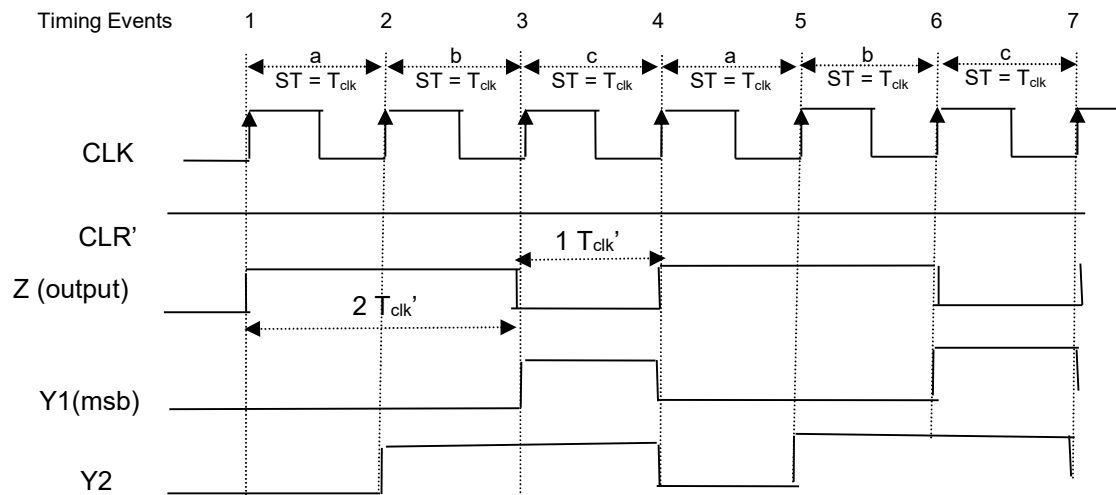 Timing Events 1 2 3 4 5 6 7
a b c a b c
ST = Tclk ST = Tclk ST = Tclk ST = Tclk ST = Tclk ST = Tclk
CLK
CLR’
1 Tclk’
Z (output)
2 Tclk’
Y1(msb)
Y2